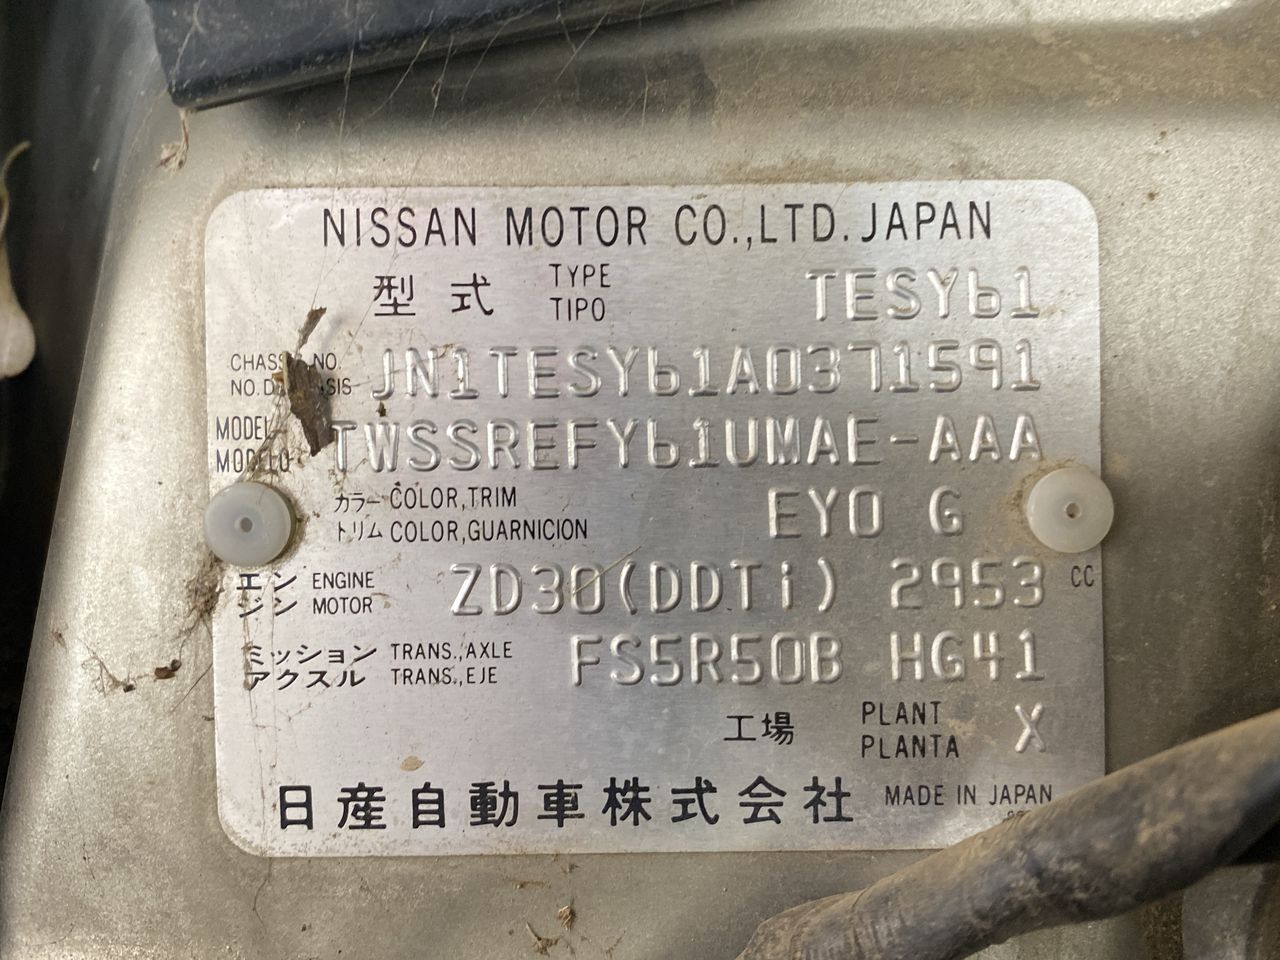 NISSAN MOTOR CO.,LTD. JAPAN
型式 TYPE TESY61
TIPO
CHASSIS NO. JN1TESY61A0371591
NO.DE CHASIS
MODEL TWSSREFY61UMAE-AAA
MODELO
カラー COLOR,TRIM EY0 G
トリム COLOR,GUARNICION
エンジン ENGINE ZD30(DDTi) 2953 CC
MOTOR
ミッション TRANS.,AXLE FS5R50B HG41
アクスル TRANS.,EJE
工場 PLANT X
PLANTA
日産自動車株式会社 MADE IN JAPAN